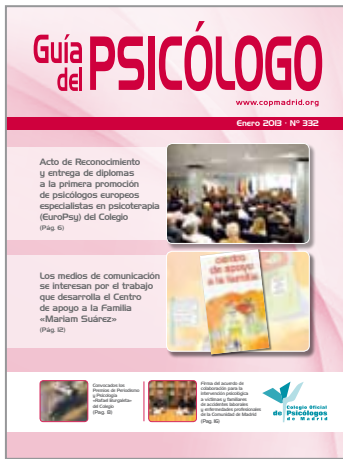 Guía
del PSICÓLOGO
www.copmadrid.org
Enero 2013 · Nº 332
Acto de Reconocimiento
y entrega de diplomas
a la primera promoción
de psicólogos europeos
especialistas en psicoterapia
(EuroPsy) del Colegio
(Pág. 6)
Los medios de comunicación
se interesan por el trabajo
que desarrolla el Centro
de apoyo a la Familia
«Mariam Suárez»
(Pág. 12)
centro
de apoyo
a la familia
Convocados los
Premios de Periodismo
y Psicología
«Rafael Burgaleta»
del Colegio
(Pag. 13)
Firma del acuerdo de
colaboración para la
intervención psicológica
a víctimas y familiares
de accidentes laborales
y enfermedades profesionales
de la Comunidad de Madrid
(Pag. 16)
Colegio Oficial
de Psicólogos
de Madrid